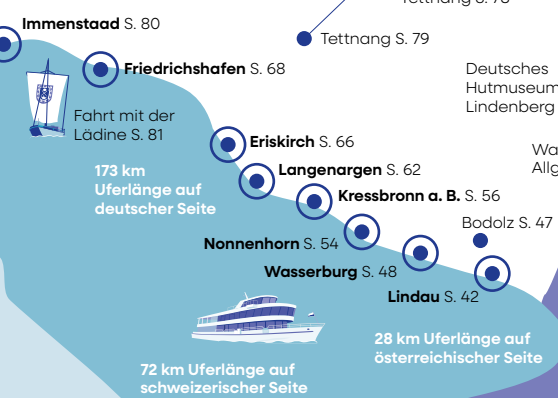 Tettnang S. 79
Immenstaad S. 80
Friedrichshafen S. 68
Deutsches
Hutmuseum
Lindenberg
Fahrt mit der
Lädine S. 81
Eriskirch S. 66
173 km
Uferlänge auf
deutscher Seite
Langenargen S. 62
Kressbronn a. B. S. 56
Bodolz S. 47
Nonnenhorn S. 54
Wasserburg S. 48
Lindau S. 42
28 km Uferlänge auf
österreichischer Seite
72 km Uferlänge auf
schweizerischer Seite